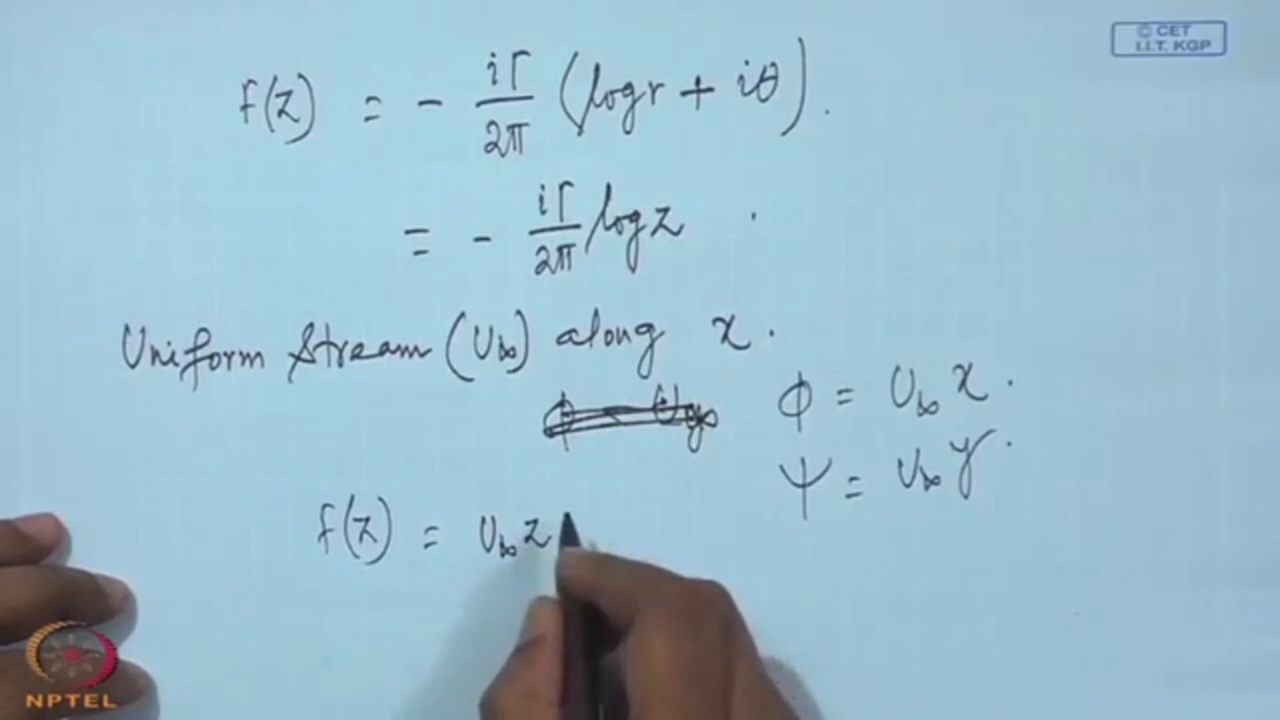 © CET
I.I.T. KGP
f(z) = - iΓ/2π (log r + iθ).
= - iΓ/2π log z .
Uniform Stream (U∞) along x.
φ = U∞ x.
ψ = U∞ y.
f(z) = U∞ z
NPTEL